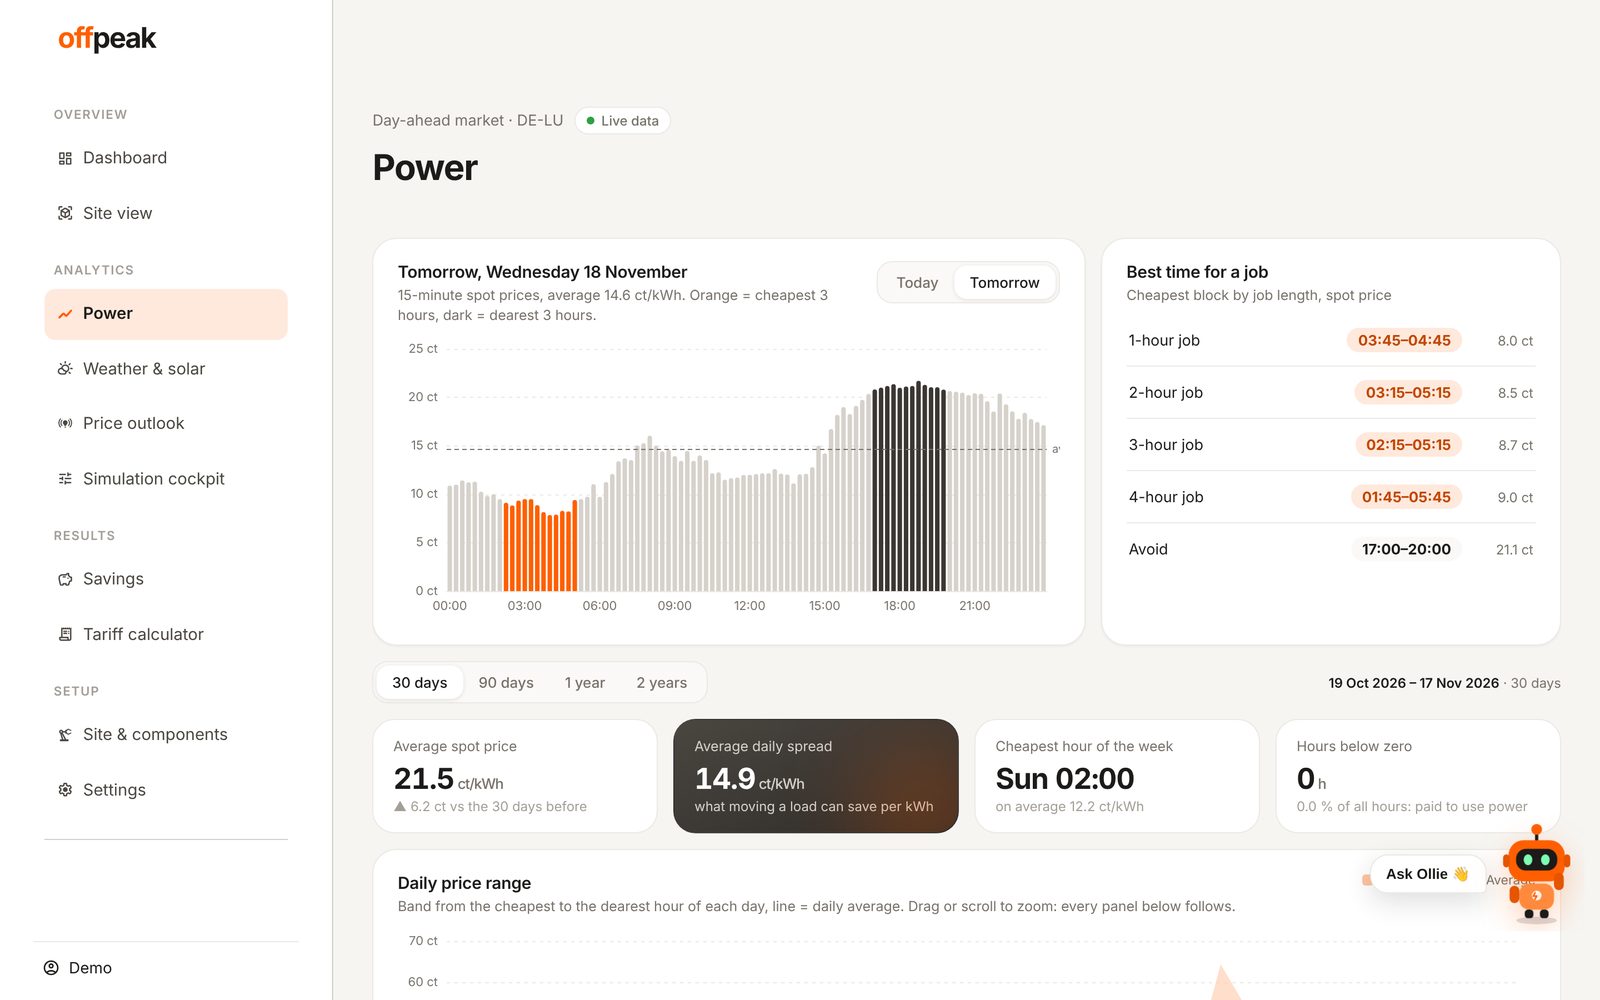 offpeak
OVERVIEW
Dashboard
Site view
ANALYTICS
Power
Weather & solar
Price outlook
Simulation cockpit
RESULTS
Savings
Tariff calculator
SETUP
Site & components
Settings
Demo
Day-ahead market · DE-LU
Live data
Power
Tomorrow, Wednesday 18 November
15-minute spot prices, average 14.6 ct/kWh. Orange = cheapest 3
hours, dark = dearest 3 hours.
Today
Tomorrow
25 ct
20 ct
15 ct
10 ct
5 ct
0 ct
00:00
03:00
06:00
09:00
12:00
15:00
18:00
21:00
Best time for a job
Cheapest block by job length, spot price
1-hour job 03:45–04:45 8.0 ct
2-hour job 03:15–05:15 8.5 ct
3-hour job 02:15–05:15 8.7 ct
4-hour job 01:45–05:45 9.0 ct
Avoid 17:00–20:00 21.1 ct
30 days
90 days
1 year
2 years
19 Oct 2026 – 17 Nov 2026 · 30 days
Average spot price
21.5 ct/kWh
▲ 6.2 ct vs the 30 days before
Average daily spread
14.9 ct/kWh
what moving a load can save per kWh
Cheapest hour of the week
Sun 02:00
on average 12.2 ct/kWh
Hours below zero
0 h
0.0 % of all hours: paid to use power
Daily price range
Band from the cheapest to the dearest hour of each day, line = daily average. Drag or scroll to zoom: every panel below follows.
Ask Ollie 👋
Average
70 ct
60 ct